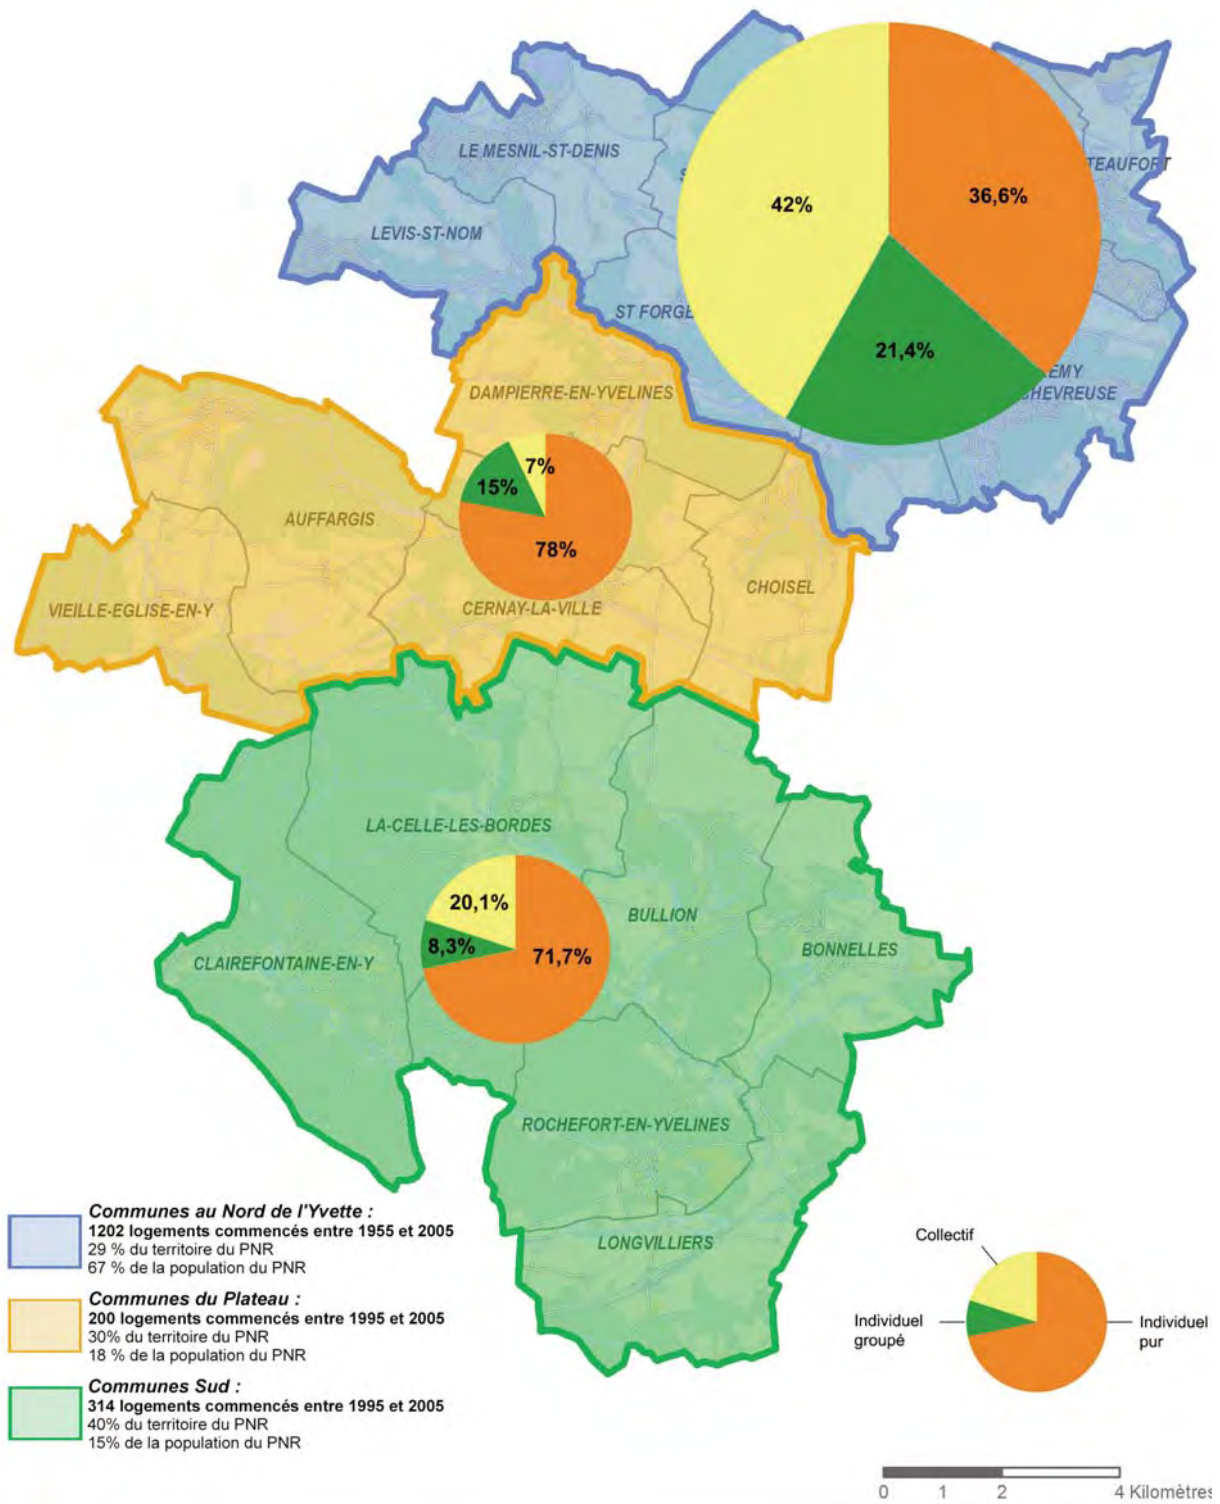 LE MESNIL-ST-DENIS
TEAUFORT
LEVIS-ST-NOM
42%
36,6%
ST FORGE
21,4%
EMY
CHEVREUSE
DAMPIERRE-EN-YVELINES
7%
15%
78%
AUFFARGIS
VIEILLE-EGLISE-EN-Y
CERNAY-LA-VILLE
CHOISEL
LA-CELLE-LES-BORDES
20,1%
8,3%
71,7%
BULLION
BONNELLES
CLAIREFONTAINE-EN-Y
ROCHEFORT-EN-YVELINES
LONGVILLIERS
Communes au Nord de l'Yvette :
1202 logements commencés entre 1955 et 2005
29 % du territoire du PNR
67 % de la population du PNR
Communes du Plateau :
200 logements commencés entre 1995 et 2005
30% du territoire du PNR
18 % de la population du PNR
Communes Sud :
314 logements commencés entre 1995 et 2005
40% du territoire du PNR
15% de la population du PNR
Collectif
Individuel
groupé
Individuel
pur
0 1 2 4 Kilomètres